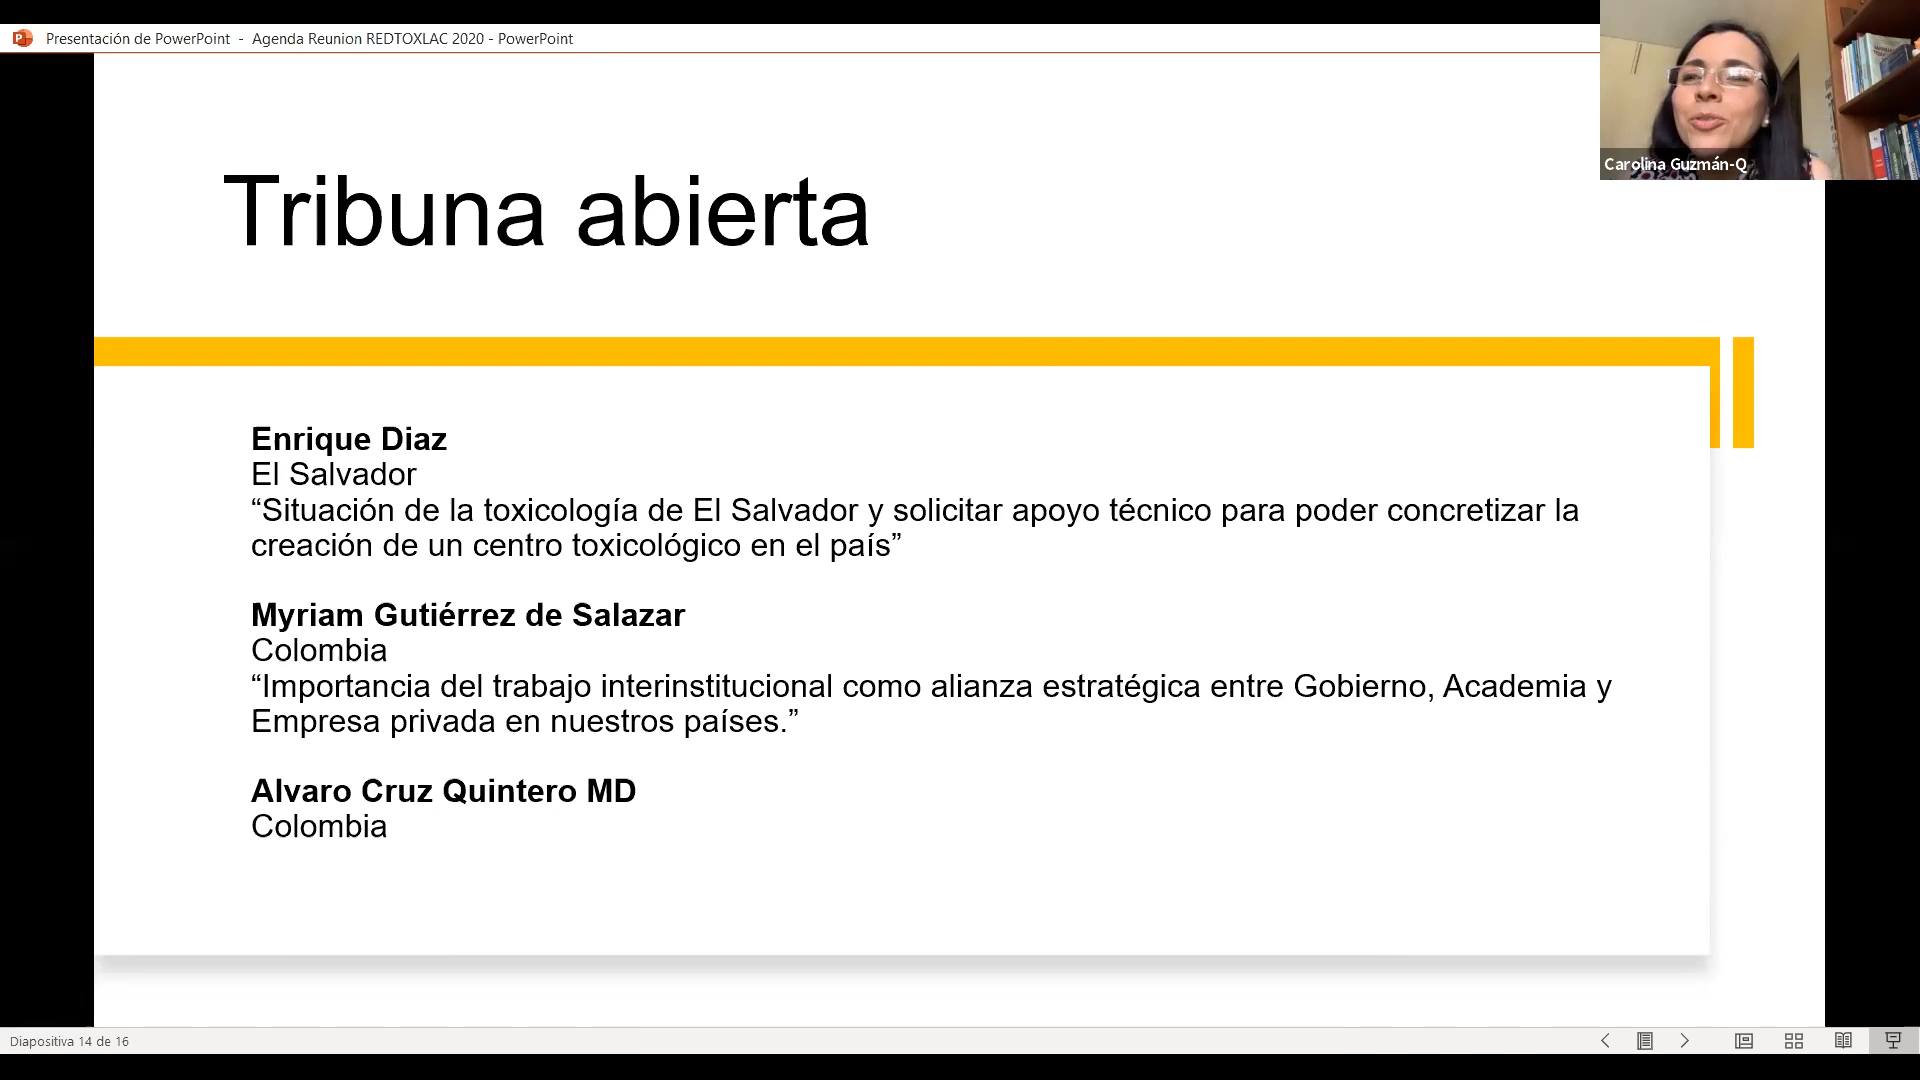 Presentación de PowerPoint - Agenda Reunion REDTOXLAC 2020 - PowerPoint
Carolina Guzmán-Q
Tribuna abierta
Enrique Diaz
El Salvador
“Situación de la toxicología de El Salvador y solicitar apoyo técnico para poder concretizar la
creación de un centro toxicológico en el país”
Myriam Gutiérrez de Salazar
Colombia
“Importancia del trabajo interinstitucional como alianza estratégica entre Gobierno, Academia y
Empresa privada en nuestros países.”
Alvaro Cruz Quintero MD
Colombia
Diapositiva 14 de 16